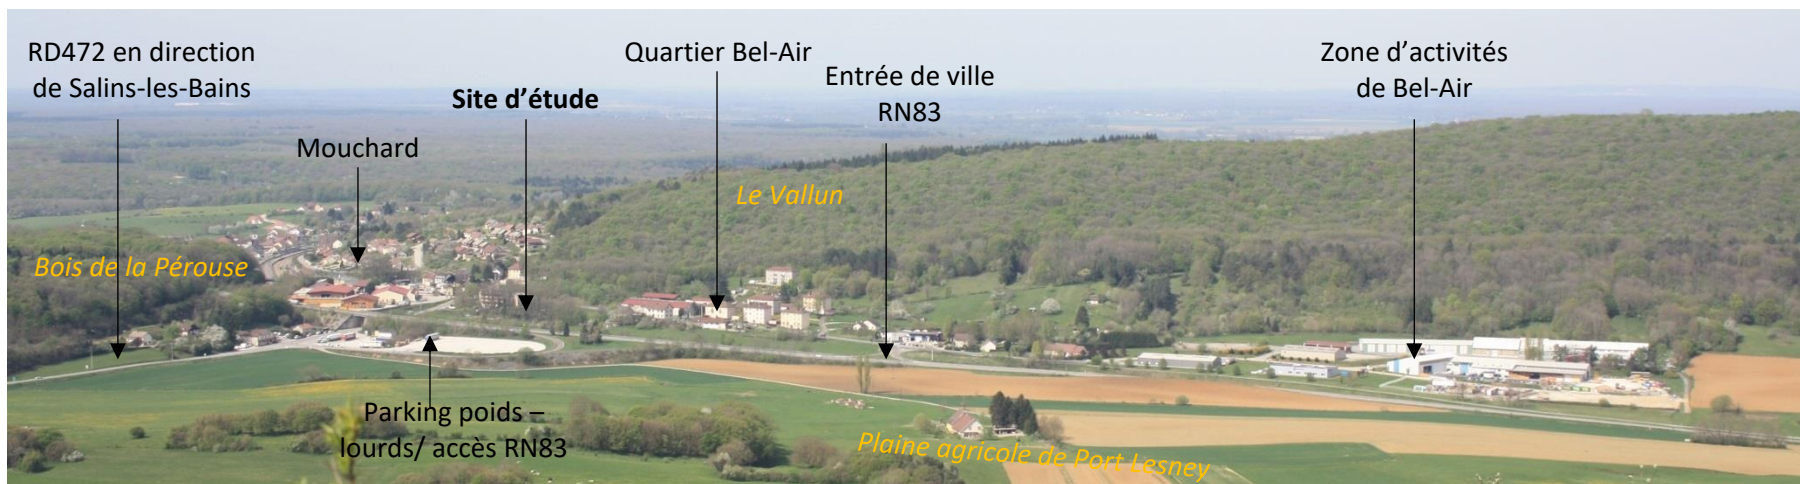 RD472 en direction
de Salins-les-Bains
Site d’étude
Mouchard
Quartier Bel-Air
Entrée de ville
RN83
Zone d’activités
de Bel-Air
Le Vallun
Bois de la Pérouse
Parking poids –
lourds/ accès RN83
Plaine agricole de Port Lesney